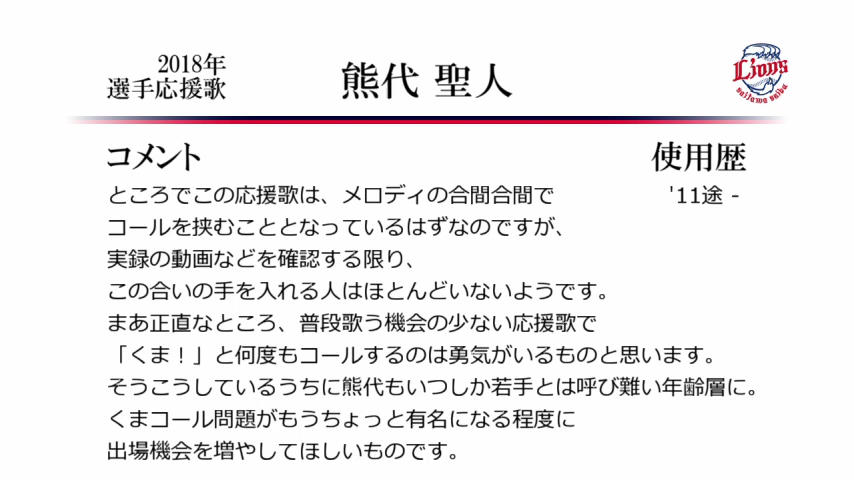 2018年
選手応援歌
熊代 聖人
Lions
saitama seibu
コメント
使用歴
ところでこの応援歌は、メロディの合間合間で
'11途 -
コールを挟むこととなっているはずなのですが、
実録の動画などを確認する限り、
この合いの手を入れる人はほとんどいないようです。
まあ正直なところ、普段歌う機会の少ない応援歌で
「くま！」と何度もコールするのは勇気がいるものと思います。
そうこうしているうちに熊代もいつしか若手とは呼び難い年齢層に。
くまコール問題がもうちょっと有名になる程度に
出場機会を増やしてほしいものです。